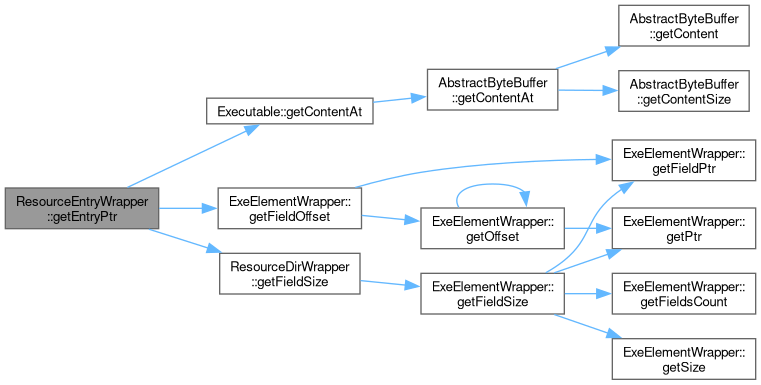 ResourceEntryWrapper
::getEntryPtr
Executable::getContentAt
AbstractByteBuffer
::getContentAt
AbstractByteBuffer
::getContent
AbstractByteBuffer
::getContentSize
ExeElementWrapper::
getFieldOffset
ExeElementWrapper::
getFieldPtr
ExeElementWrapper::
getOffset
ExeElementWrapper::
getPtr
ResourceDirWrapper
::getFieldSize
ExeElementWrapper::
getFieldSize
ExeElementWrapper::
getFieldsCount
ExeElementWrapper::
getSize